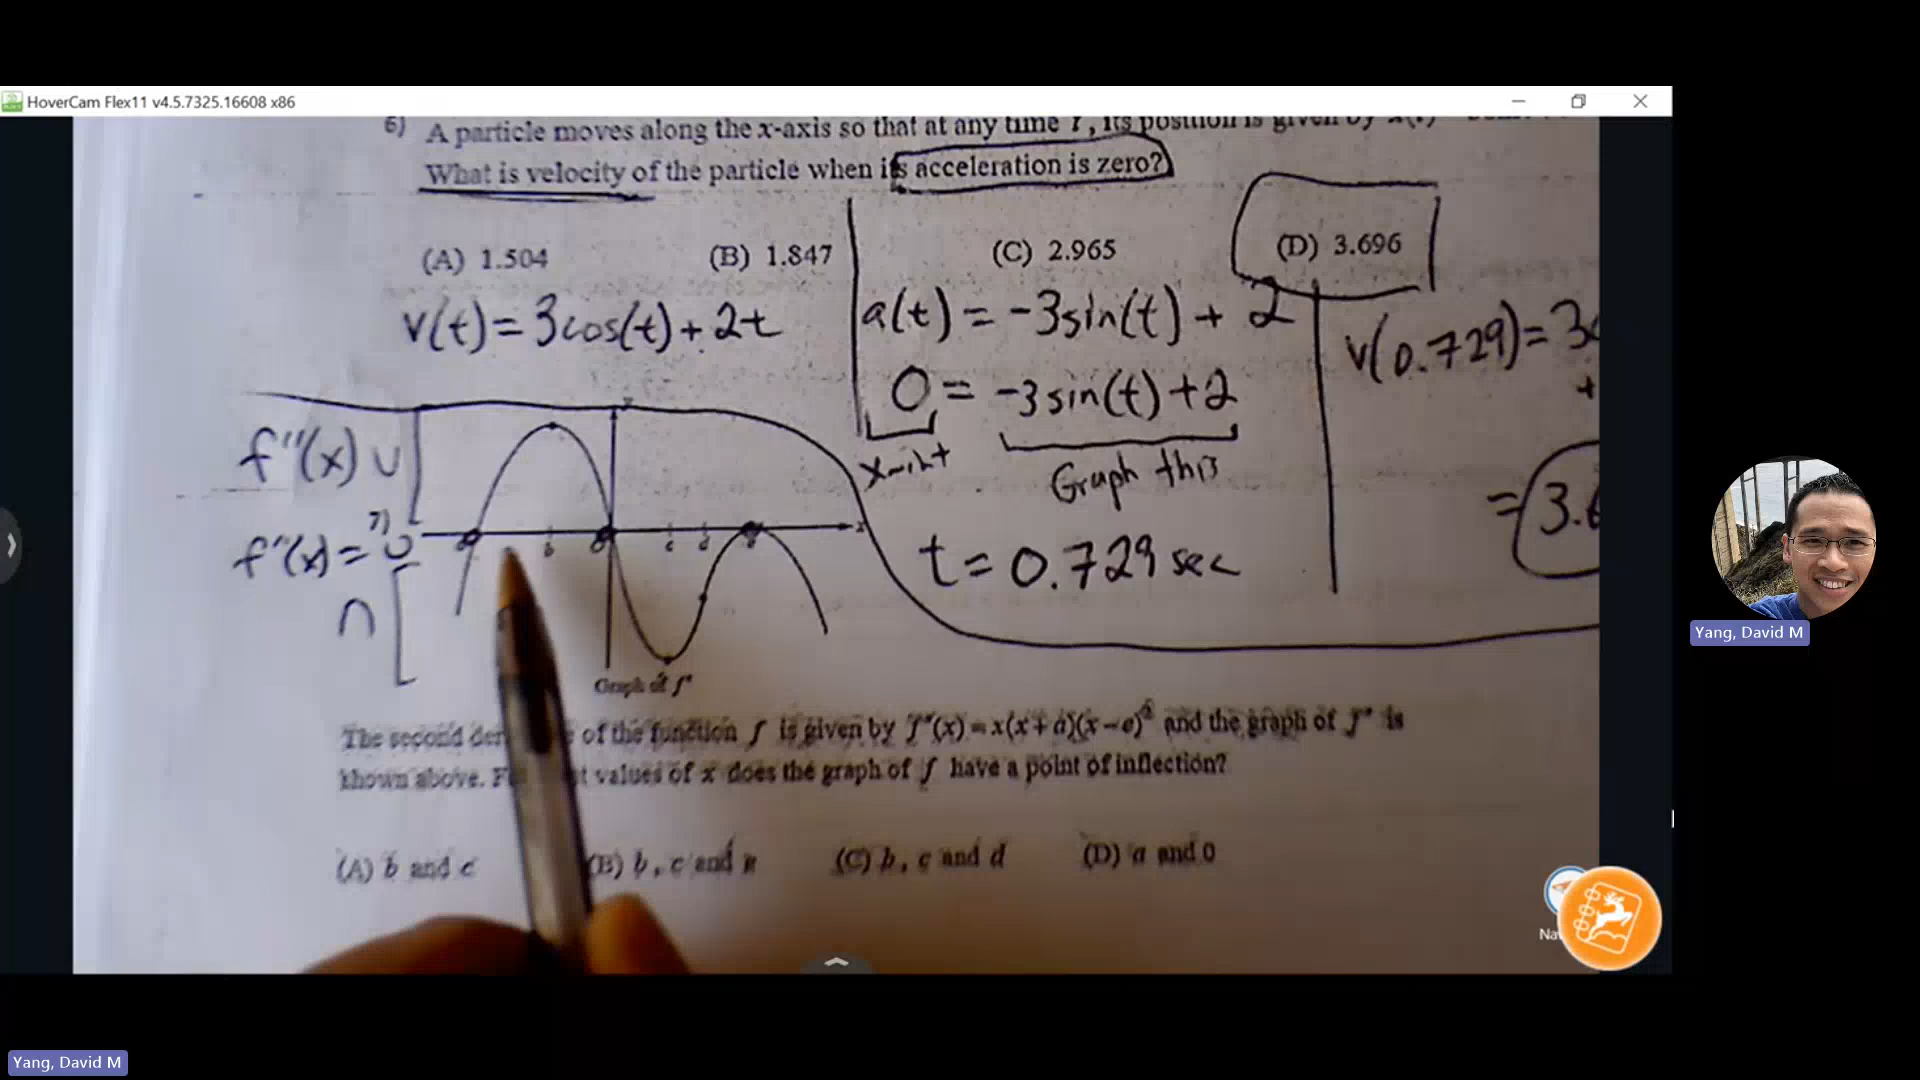 HoverCam Flex11 v4.5.7325.16608 x86
6) A particle moves along the x-axis so that at any time t, its position is given by
What is velocity of the particle when its acceleration is zero?
(A) 1.504 (B) 1.847 (C) 2.965 (D) 3.696
v(t) = 3cos(t) + 2t
a(t) = -3sin(t) + 2
0 = -3sin(t) + 2
x-int Graph this
t = 0.729 sec
v(0.729) = 3
+
= 3.6
f"(x) ∪
f"(x) = 0
∩
7)
b c d
Graph of f"
The second of the function f is given by f"(x) = x(x+a)(x-e)² and the graph of f" is
shown above. values of x does the graph of f have a point of inflection?
(A) b and c (B) b, c and e (C) b, c and d (D) a and 0
Yang, David M
Yang, David M